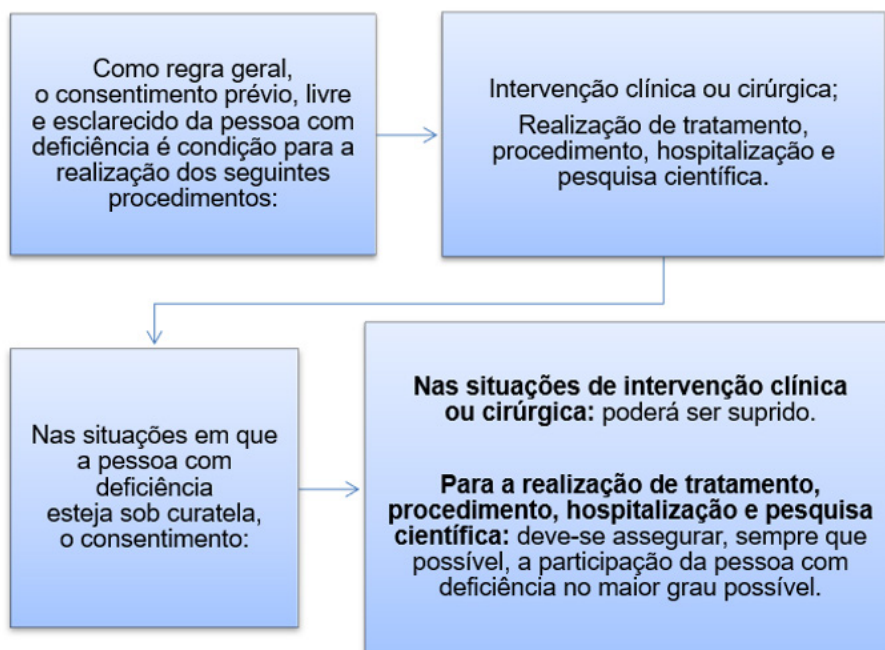 Como regra geral,
o consentimento prévio, livre
e esclarecido da pessoa com
deficiência é condição para a
realização dos seguintes
procedimentos:
Intervenção clínica ou cirúrgica;
Realização de tratamento,
procedimento, hospitalização e
pesquisa científica.
Nas situações em que
a pessoa com
deficiência
esteja sob curatela,
o consentimento:
Nas situações de intervenção clínica
ou cirúrgica: poderá ser suprido.
Para a realização de tratamento,
procedimento, hospitalização e pesquisa
científica: deve-se assegurar, sempre que
possível, a participação da pessoa com
deficiência no maior grau possível.